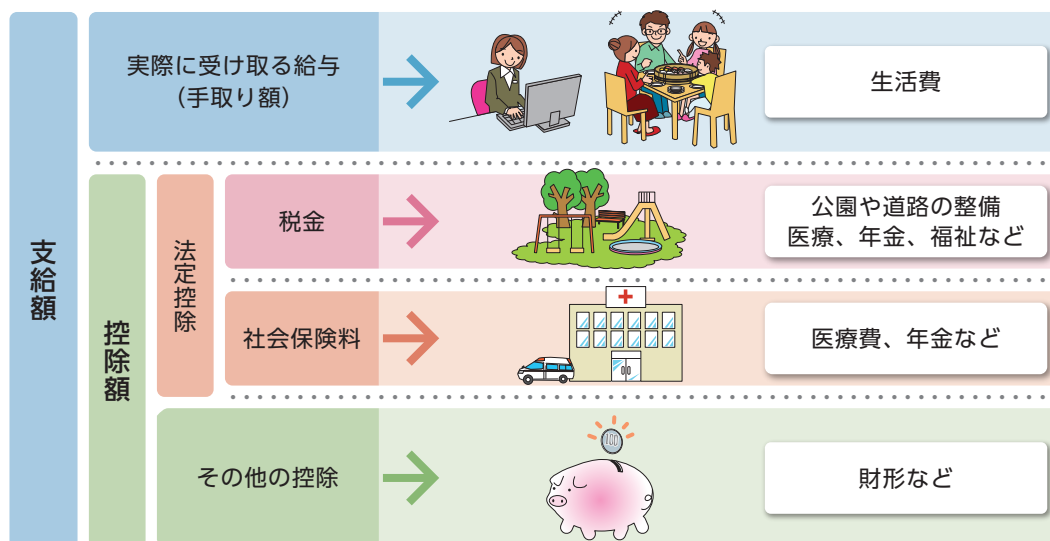 支給額
実際に受け取る給与
（手取り額）
生活費
控除額
法定控除
税金
公園や道路の整備
医療、年金、福祉など
社会保険料
医療費、年金など
その他の控除
100
財形など